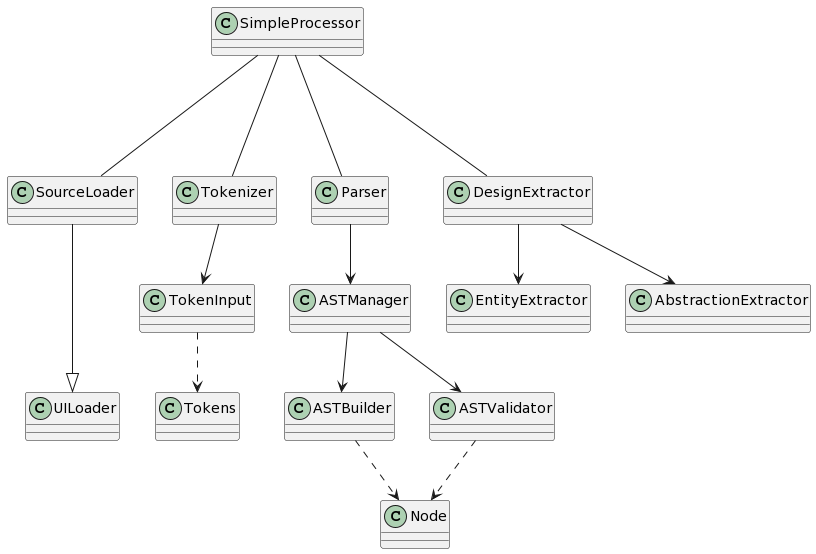 C SimpleProcessor
C SourceLoader
C Tokenizer
C Parser
C DesignExtractor
C TokenInput
C ASTManager
C EntityExtractor
C AbstractionExtractor
C UILoader
C Tokens
C ASTBuilder
C ASTValidator
C Node